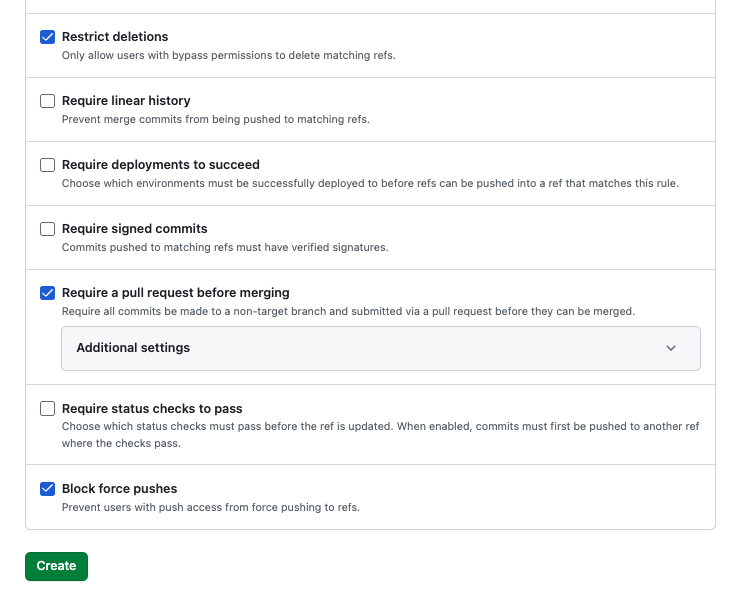 Restrict deletions
Only allow users with bypass permissions to delete matching refs.
Require linear history
Prevent merge commits from being pushed to matching refs.
Require deployments to succeed
Choose which environments must be successfully deployed to before refs can be pushed into a ref that matches this rule.
Require signed commits
Commits pushed to matching refs must have verified signatures.
Require a pull request before merging
Require all commits be made to a non-target branch and submitted via a pull request before they can be merged.
Additional settings
Require status checks to pass
Choose which status checks must pass before the ref is updated. When enabled, commits must first be pushed to another ref
where the checks pass.
Block force pushes
Prevent users with push access from force pushing to refs.
Create